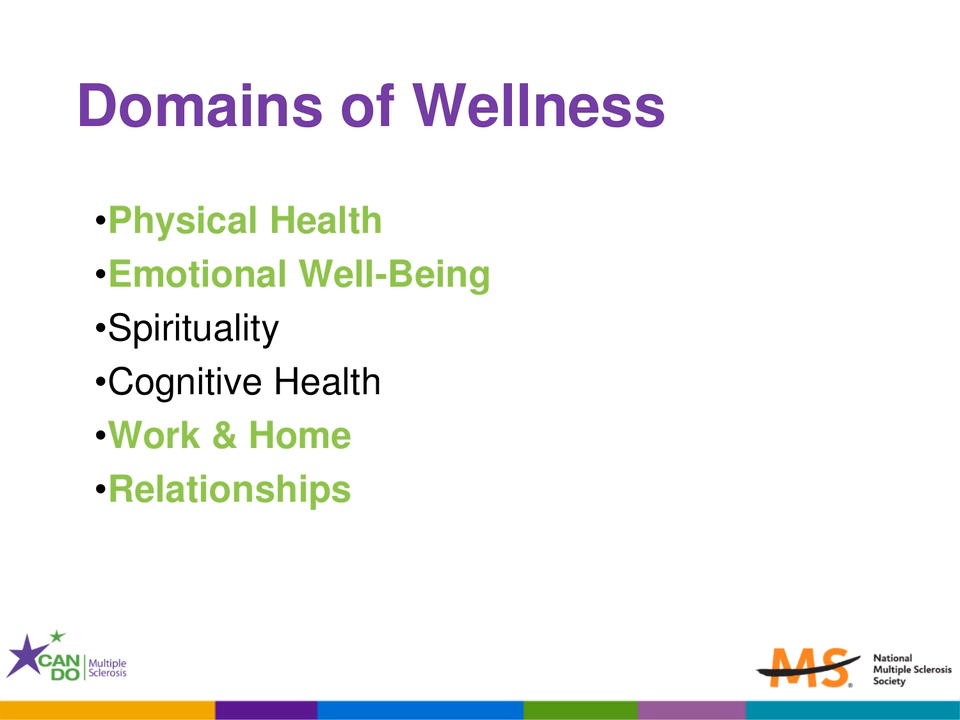 Domains of Wellness
•Physical Health
•Emotional Well-Being
•Spirituality
•Cognitive Health
•Work & Home
•Relationships
CAN DO Multiple Sclerosis
MS® National Multiple Sclerosis Society